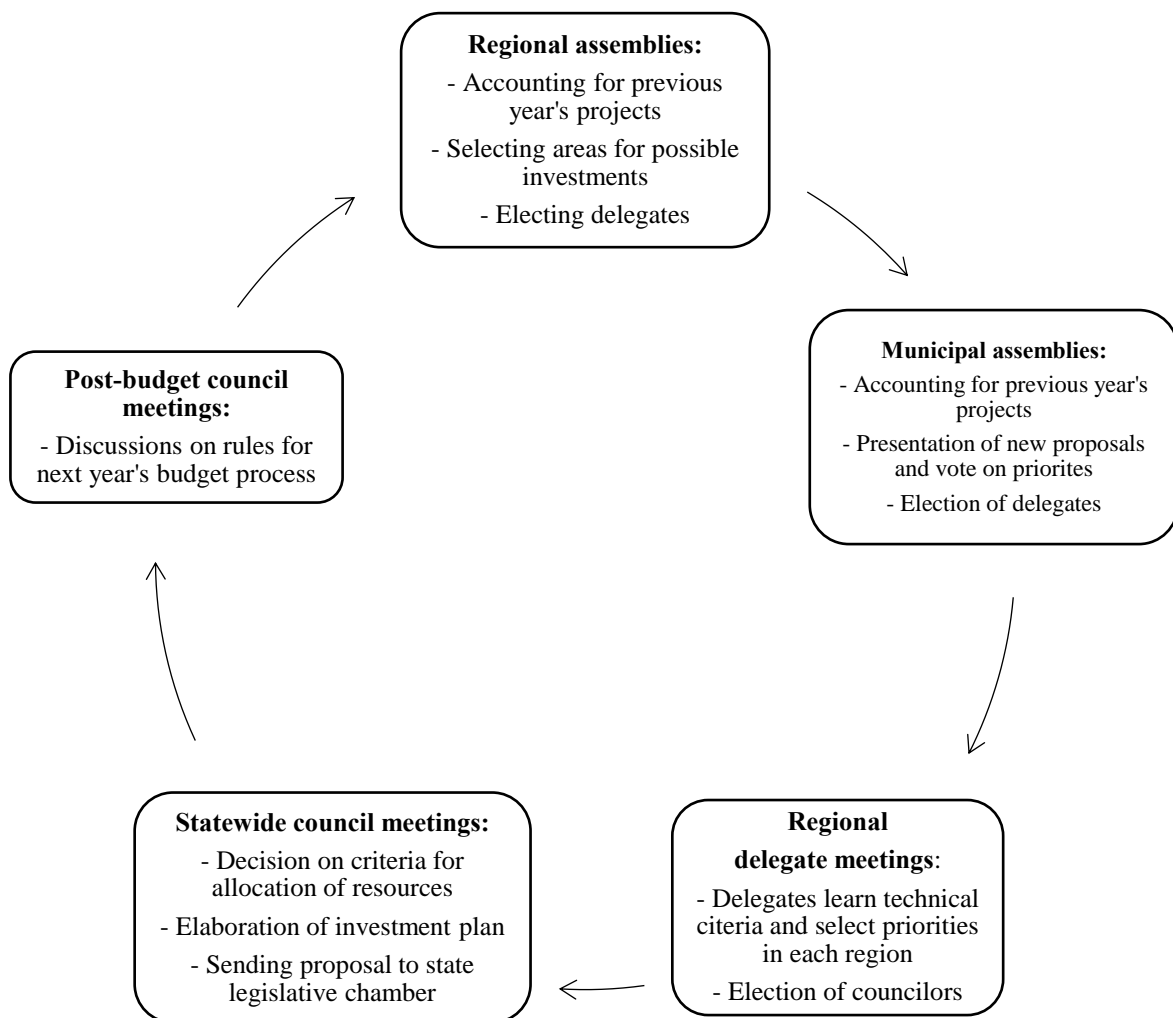 Regional assemblies:
- Accounting for previous
year's projects
- Selecting areas for possible
investments
- Electing delegates
Municipal assemblies:
- Accounting for previous year's
projects
- Presentation of new proposals
and vote on priorites
- Election of delegates
Regional
delegate meetings:
- Delegates learn technical
citeria and select priorities
in each region
- Election of councilors
Statewide council meetings:
- Decision on criteria for
allocation of resources
- Elaboration of investment plan
- Sending proposal to state
legislative chamber
Post-budget council
meetings:
- Discussions on rules for
next year's budget process